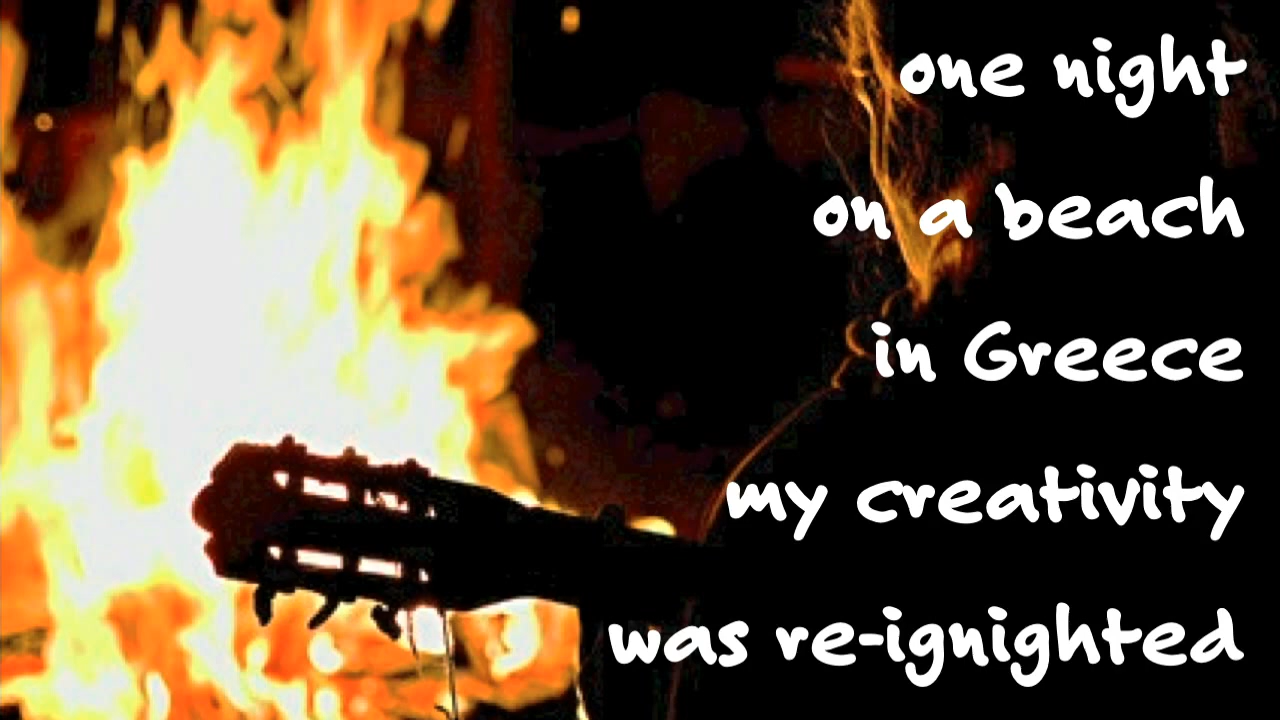 one night
on a beach
in Greece
my creativity
was re-ignighted